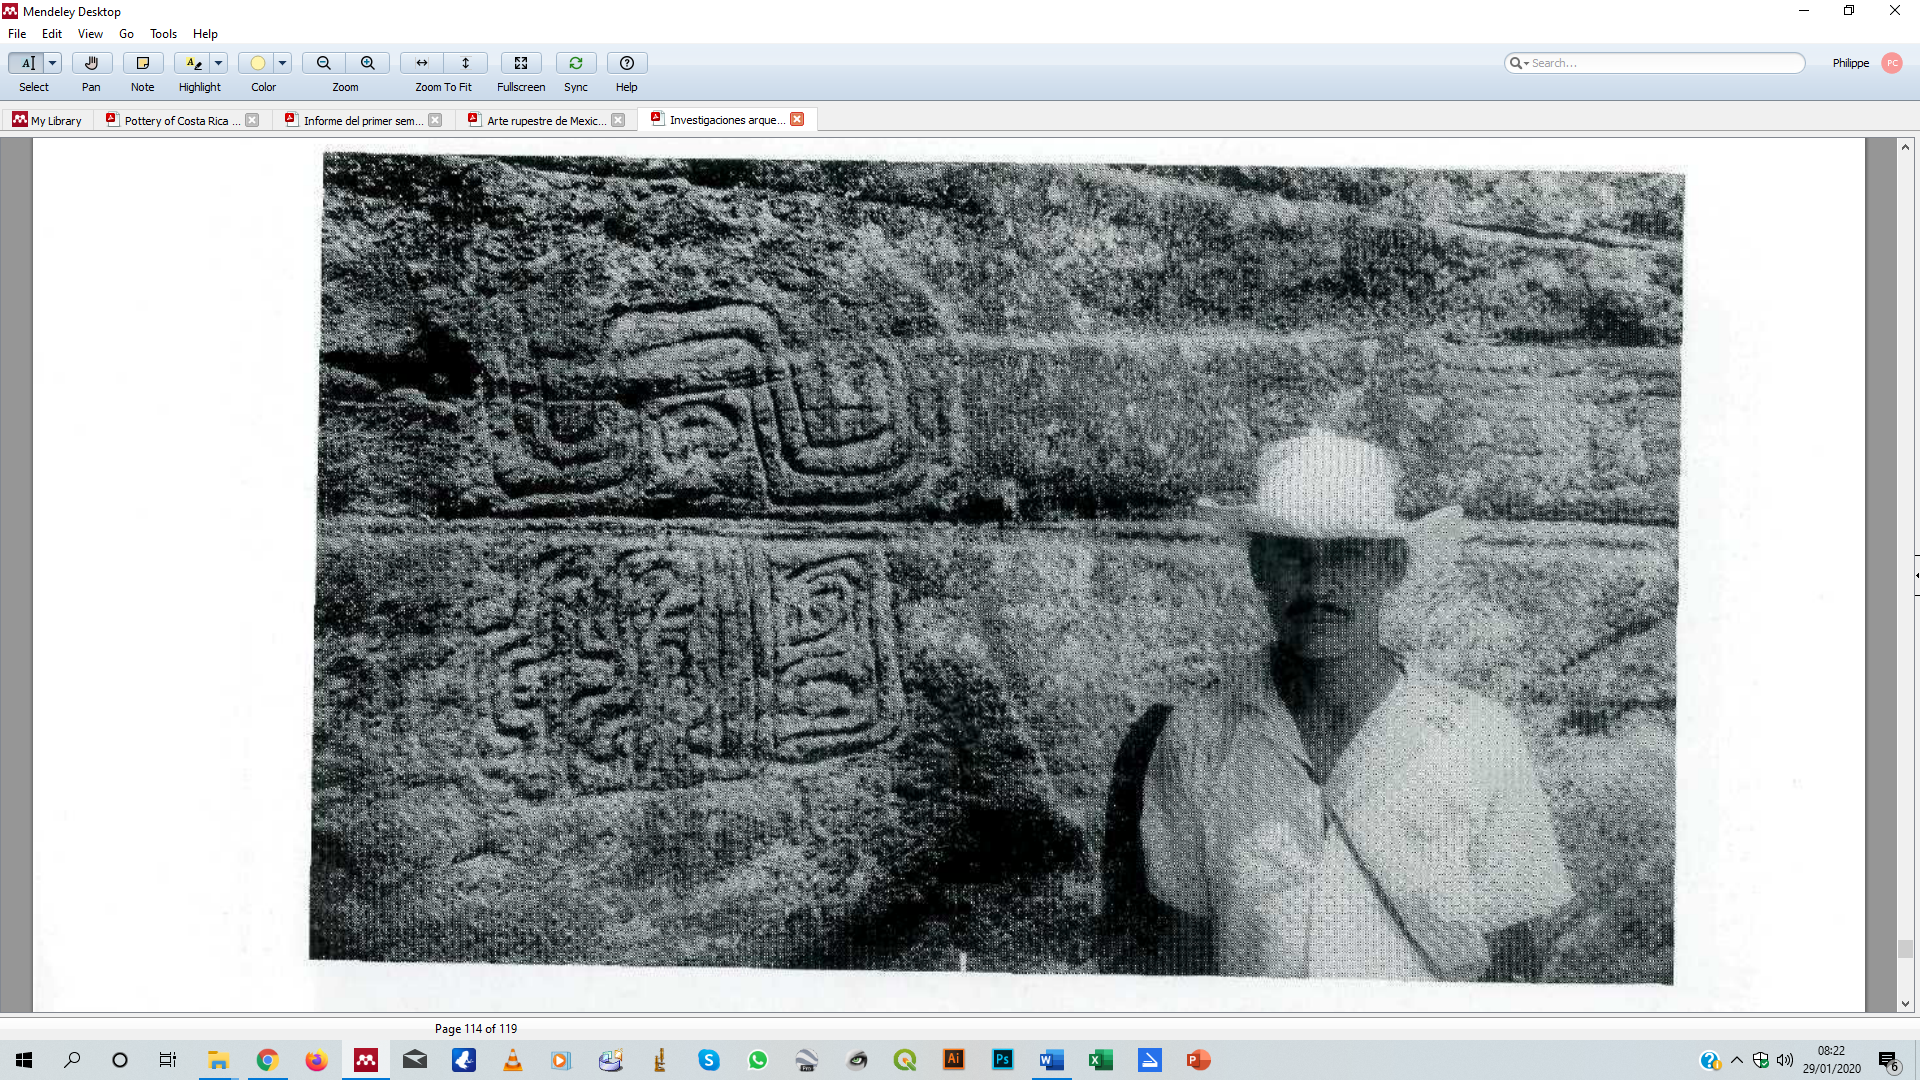 Mendeley Desktop
File Edit View Go Tools Help
Select Pan Note Highlight Color Zoom Zoom To Fit Fullscreen Sync Help
Search...
Philippe
PC
My Library
Pottery of Costa Rica ...
Informe del primer sem...
Arte rupestre de Mexic...
Investigaciones arque...
Page 114 of 119
08:22
29/01/2020
6